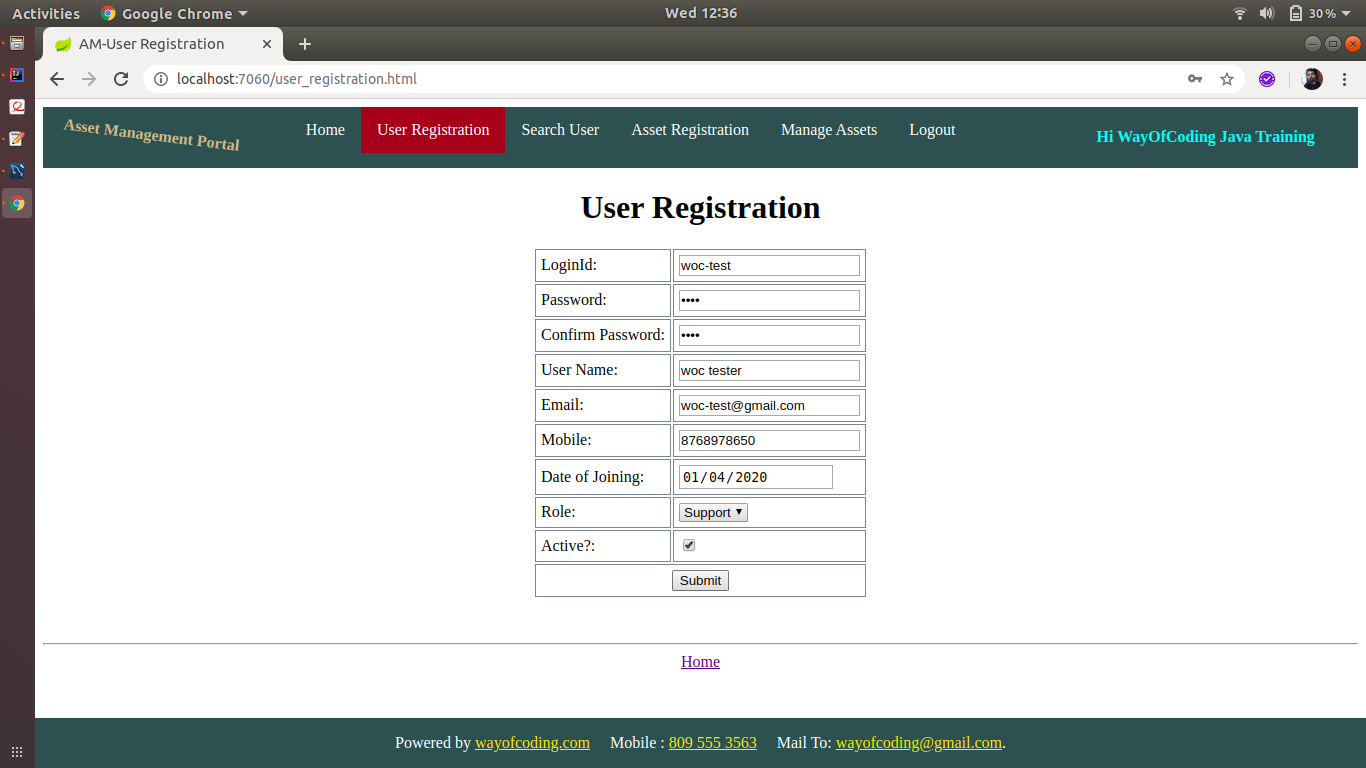 Activities Google Chrome Wed 12:36 30%
AM-User Registration
localhost:7060/user_registration.html
Asset Management Portal Home User Registration Search User Asset Registration Manage Assets Logout Hi WayOfCoding Java Training
User Registration
LoginId: woc-test
Password: ••••
Confirm Password: ••••
User Name: woc tester
Email: woc-test@gmail.com
Mobile: 8768978650
Date of Joining: 01/04/2020
Role: Support
Active?:
Submit
Home
Powered by wayofcoding.com Mobile : 809 555 3563 Mail To: wayofcoding@gmail.com.